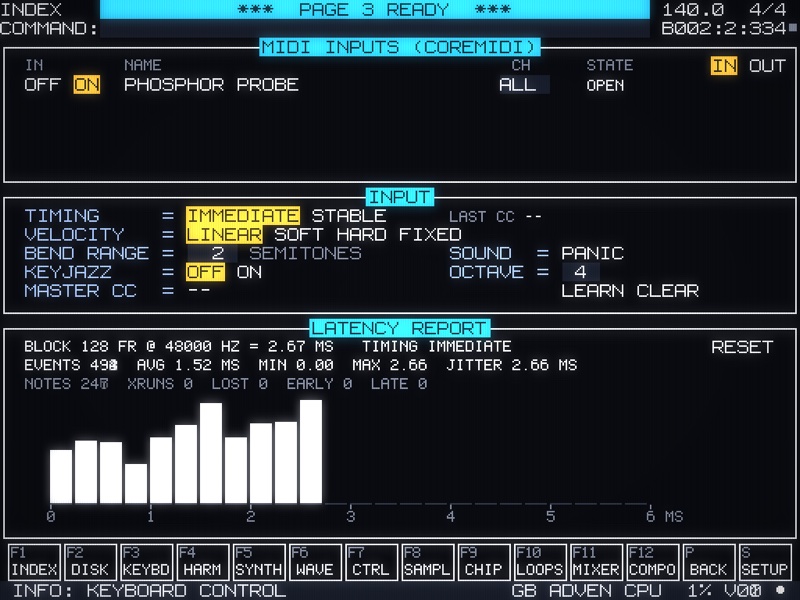 INDEX *** PAGE 3 READY *** 140.0 4/4
COMMAND: B002:2:334
MIDI INPUTS (COREMIDI)
IN NAME CH STATE IN OUT
OFF ON PHOSPHOR PROBE ALL OPEN
INPUT
TIMING = IMMEDIATE STABLE LAST CC --
VELOCITY = LINEAR SOFT HARD FIXED
BEND RANGE = 2 SEMITONES SOUND = PANIC
KEYJAZZ = OFF ON OCTAVE = 4
MASTER CC = -- LEARN CLEAR
LATENCY REPORT
BLOCK 128 FR @ 48000 HZ = 2.67 MS TIMING IMMEDIATE RESET
EVENTS AVG 1.52 MS MIN 0.00 MAX 2.66 JITTER 2.66 MS
NOTES XRUNS 0 LOST 0 EARLY 0 LATE 0
0 1 2 3 4 5 6 MS
F1 F2 F3 F4 F5 F6 F7 F8 F9 F10 F11 F12 P S
INDEX DISK KEYBD HARM SYNTH WAVE CTRL SAMPL CHIP LOOPS MIXER COMPO BACK SETUP
INFO: KEYBOARD CONTROL GB ADVEN CPU 1%